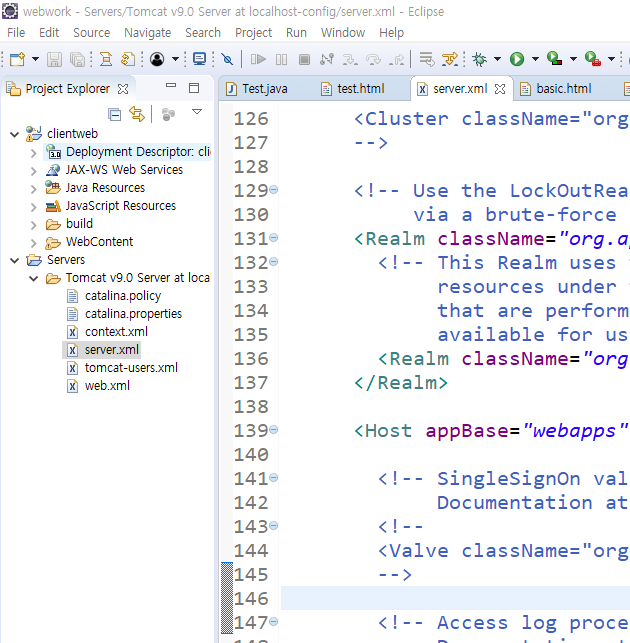 webwork - Servers/Tomcat v9.0 Server at localhost-config/server.xml - Eclipse
File Edit Source Navigate Search Project Run Window Help
Project Explorer
Test.java test.html server.xml basic.html
clientweb
3.0 Deployment Descriptor: cli
JAX-WS Web Services
Java Resources
JavaScript Resources
build
WebContent
Servers
Tomcat v9.0 Server at loca
catalina.policy
catalina.properties
context.xml
server.xml
tomcat-users.xml
web.xml
126 <Cluster className="org
127 -->
128
129 <!-- Use the LockOutRea
130 via a brute-force
131 <Realm className="org.a
132 <!-- This Realm uses
133 resources under
134 that are perform
135 available for us
136 <Realm className="org
137 </Realm>
138
139 <Host appBase="webapps"
140
141 <!-- SingleSignOn val
142 Documentation at
143 <!--
144 <Valve className="org
145 -->
146
147 <!-- Access log proce